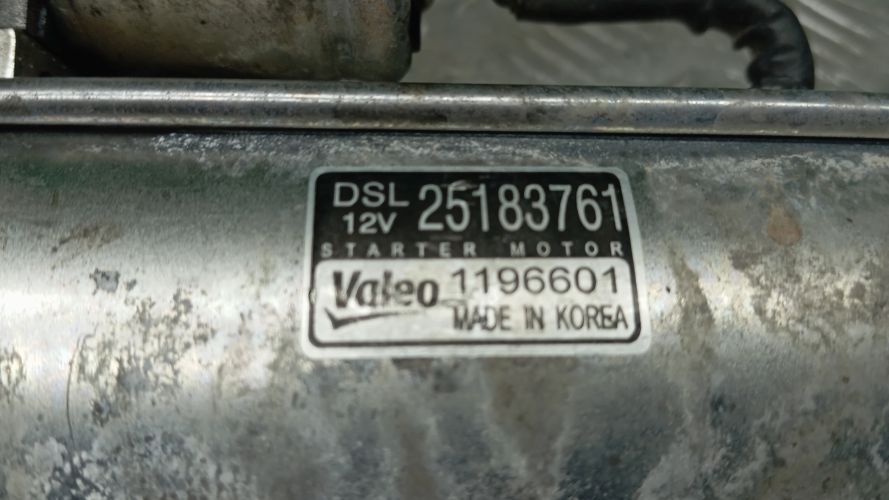 DSL 25183761
12V
STARTER MOTOR
Valeo 1196601
MADE IN KOREA